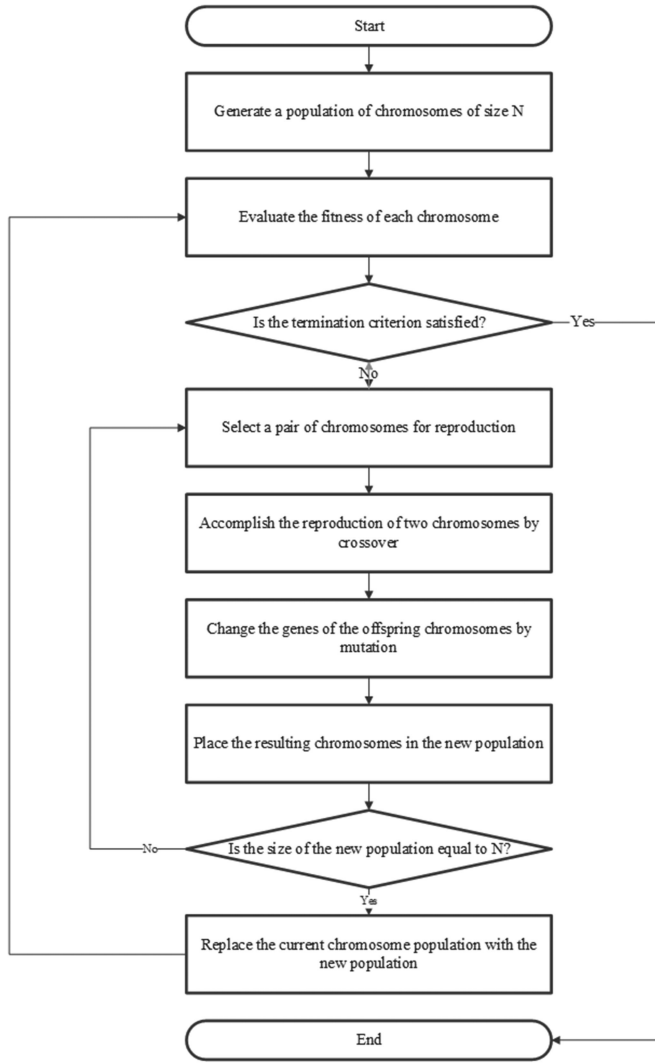 Start
Generate a population of chromosomes of size N
Evaluate the fitness of each chromosome
Is the termination criterion satisfied?
Yes
No
Select a pair of chromosomes for reproduction
Accomplish the reproduction of two chromosomes by
crossover
Change the genes of the offspring chromosomes by
mutation
Place the resulting chromosomes in the new population
No
Is the size of the new population equal to N?
Yes
Replace the current chromosome population with the
new population
End